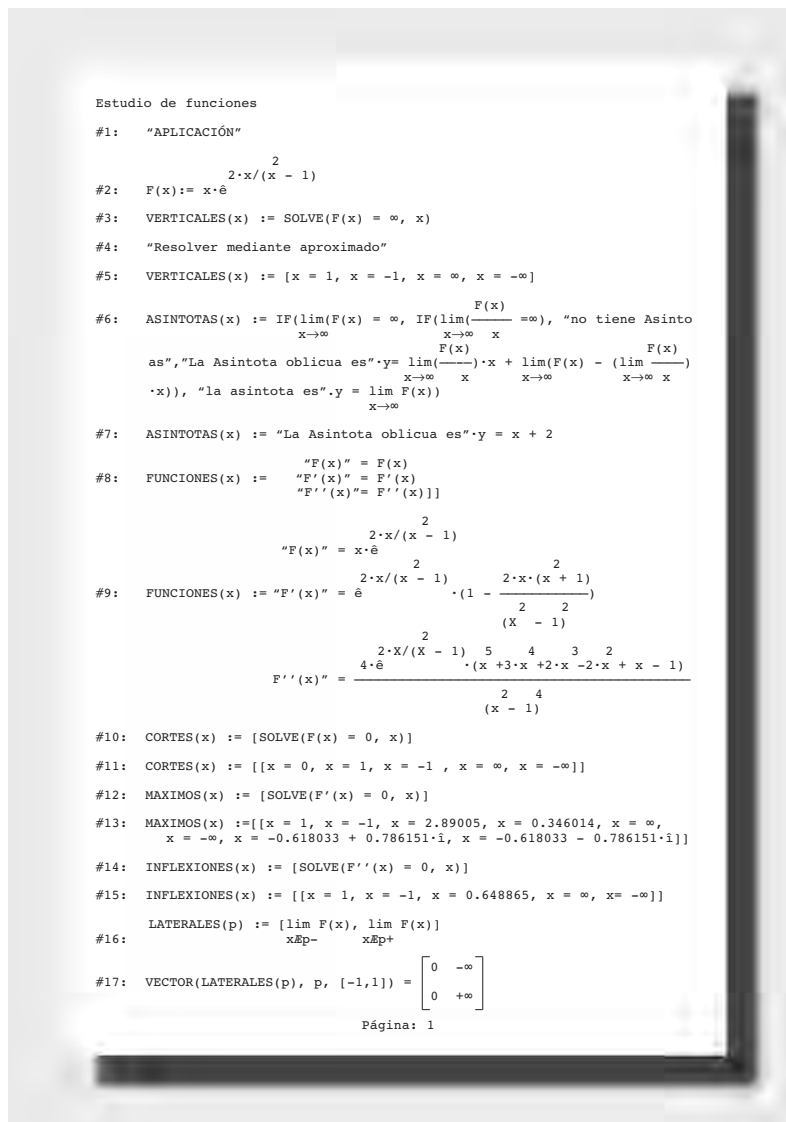 Estudio de funciones
#1: “APLICACIÓN”
2
2·x/(x – 1)
#2: F(x):= x·ê
#3: VERTICALES(x) := SOLVE(F(x) = ∞, x)
#4: “Resolver mediante aproximado”
#5: VERTICALES(x) := [x = 1, x = –1, x = ∞, x = –∞]
F(x)
#6: ASINTOTAS(x) := IF(lim(F(x) = ∞, IF(lim(───── =∞), “no tiene Asinto
x→∞ x→∞ x
F(x) F(x)
as”,”La Asintota oblicua es”·y= lim(────)·x + lim(F(x) – (lim ────)
x→∞ x x→∞ x→∞ x
·x)), “la asintota es”.y = lim F(x))
x→∞
#7: ASINTOTAS(x) := “La Asintota oblicua es”·y = x + 2
“F(x)” = F(x)
#8: FUNCIONES(x) := “F'(x)” = F'(x)
“F''(x)”= F''(x)]]
2
2·x/(x – 1)
“F(x)” = x·ê
2 2
2·x/(x – 1) 2·x·(x + 1)
#9: FUNCIONES(x) := “F'(x)” = ê ·(1 – ───────────)
2 2
(X – 1)
2
2·X/(X – 1) 5 4 3 2
4·ê ·(x +3·x +2·x –2·x + x – 1)
F''(x)” = ──────────────────────────────
2 4
(x – 1)
#10: CORTES(x) := [SOLVE(F(x) = 0, x)]
#11: CORTES(x) := [[x = 0, x = 1, x = –1 , x = ∞, x = –∞]]
#12: MAXIMOS(x) := [SOLVE(F'(x) = 0, x)]
#13: MAXIMOS(x) :=[[x = 1, x = –1, x = 2.89005, x = 0.346014, x = ∞,
x = –∞, x = –0.618033 + 0.786151·î, x = –0.618033 – 0.786151·î]]
#14: INFLEXIONES(x) := [SOLVE(F''(x) = 0, x)]
#15: INFLEXIONES(x) := [[x = 1, x = –1, x = 0.648865, x = ∞, x= –∞]]
LATERALES(p) := [lim F(x), lim F(x)]
#16: xÆp– xÆp+
0 –∞
#17: VECTOR(LATERALES(p), p, [–1,1]) =
0 +∞
Página: 1